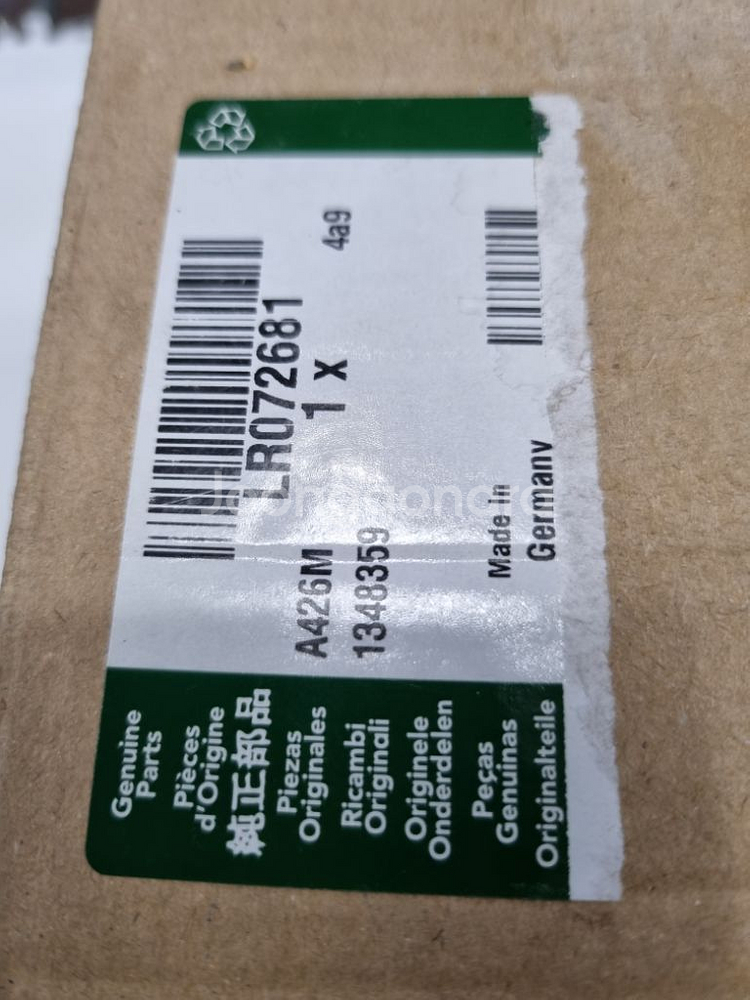 Genuine
Parts
Pièces
d'Origine
純正部品
Piezas
Originales
Ricambi
Originali
Originele
Onderdelen
Peças
Genuinas
Originalteile
LR072681
A426M 1 x 4a9
1348359
Made In
Germany